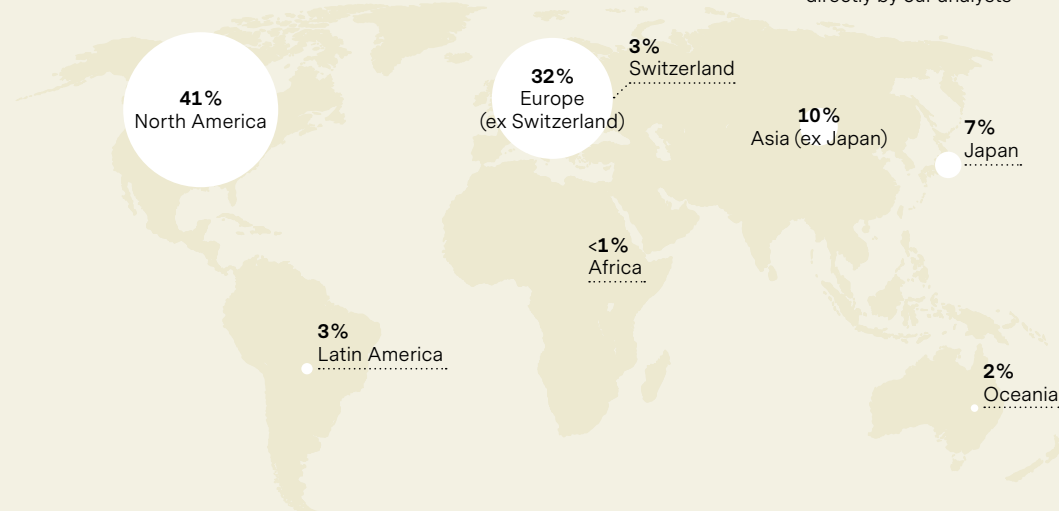 directly by our analysts
3%
Switzerland
32%
Europe
(ex Switzerland)
41%
North America
10%
Asia (ex Japan)
7%
Japan
<1%
Africa
3%
Latin America
2%
Oceania